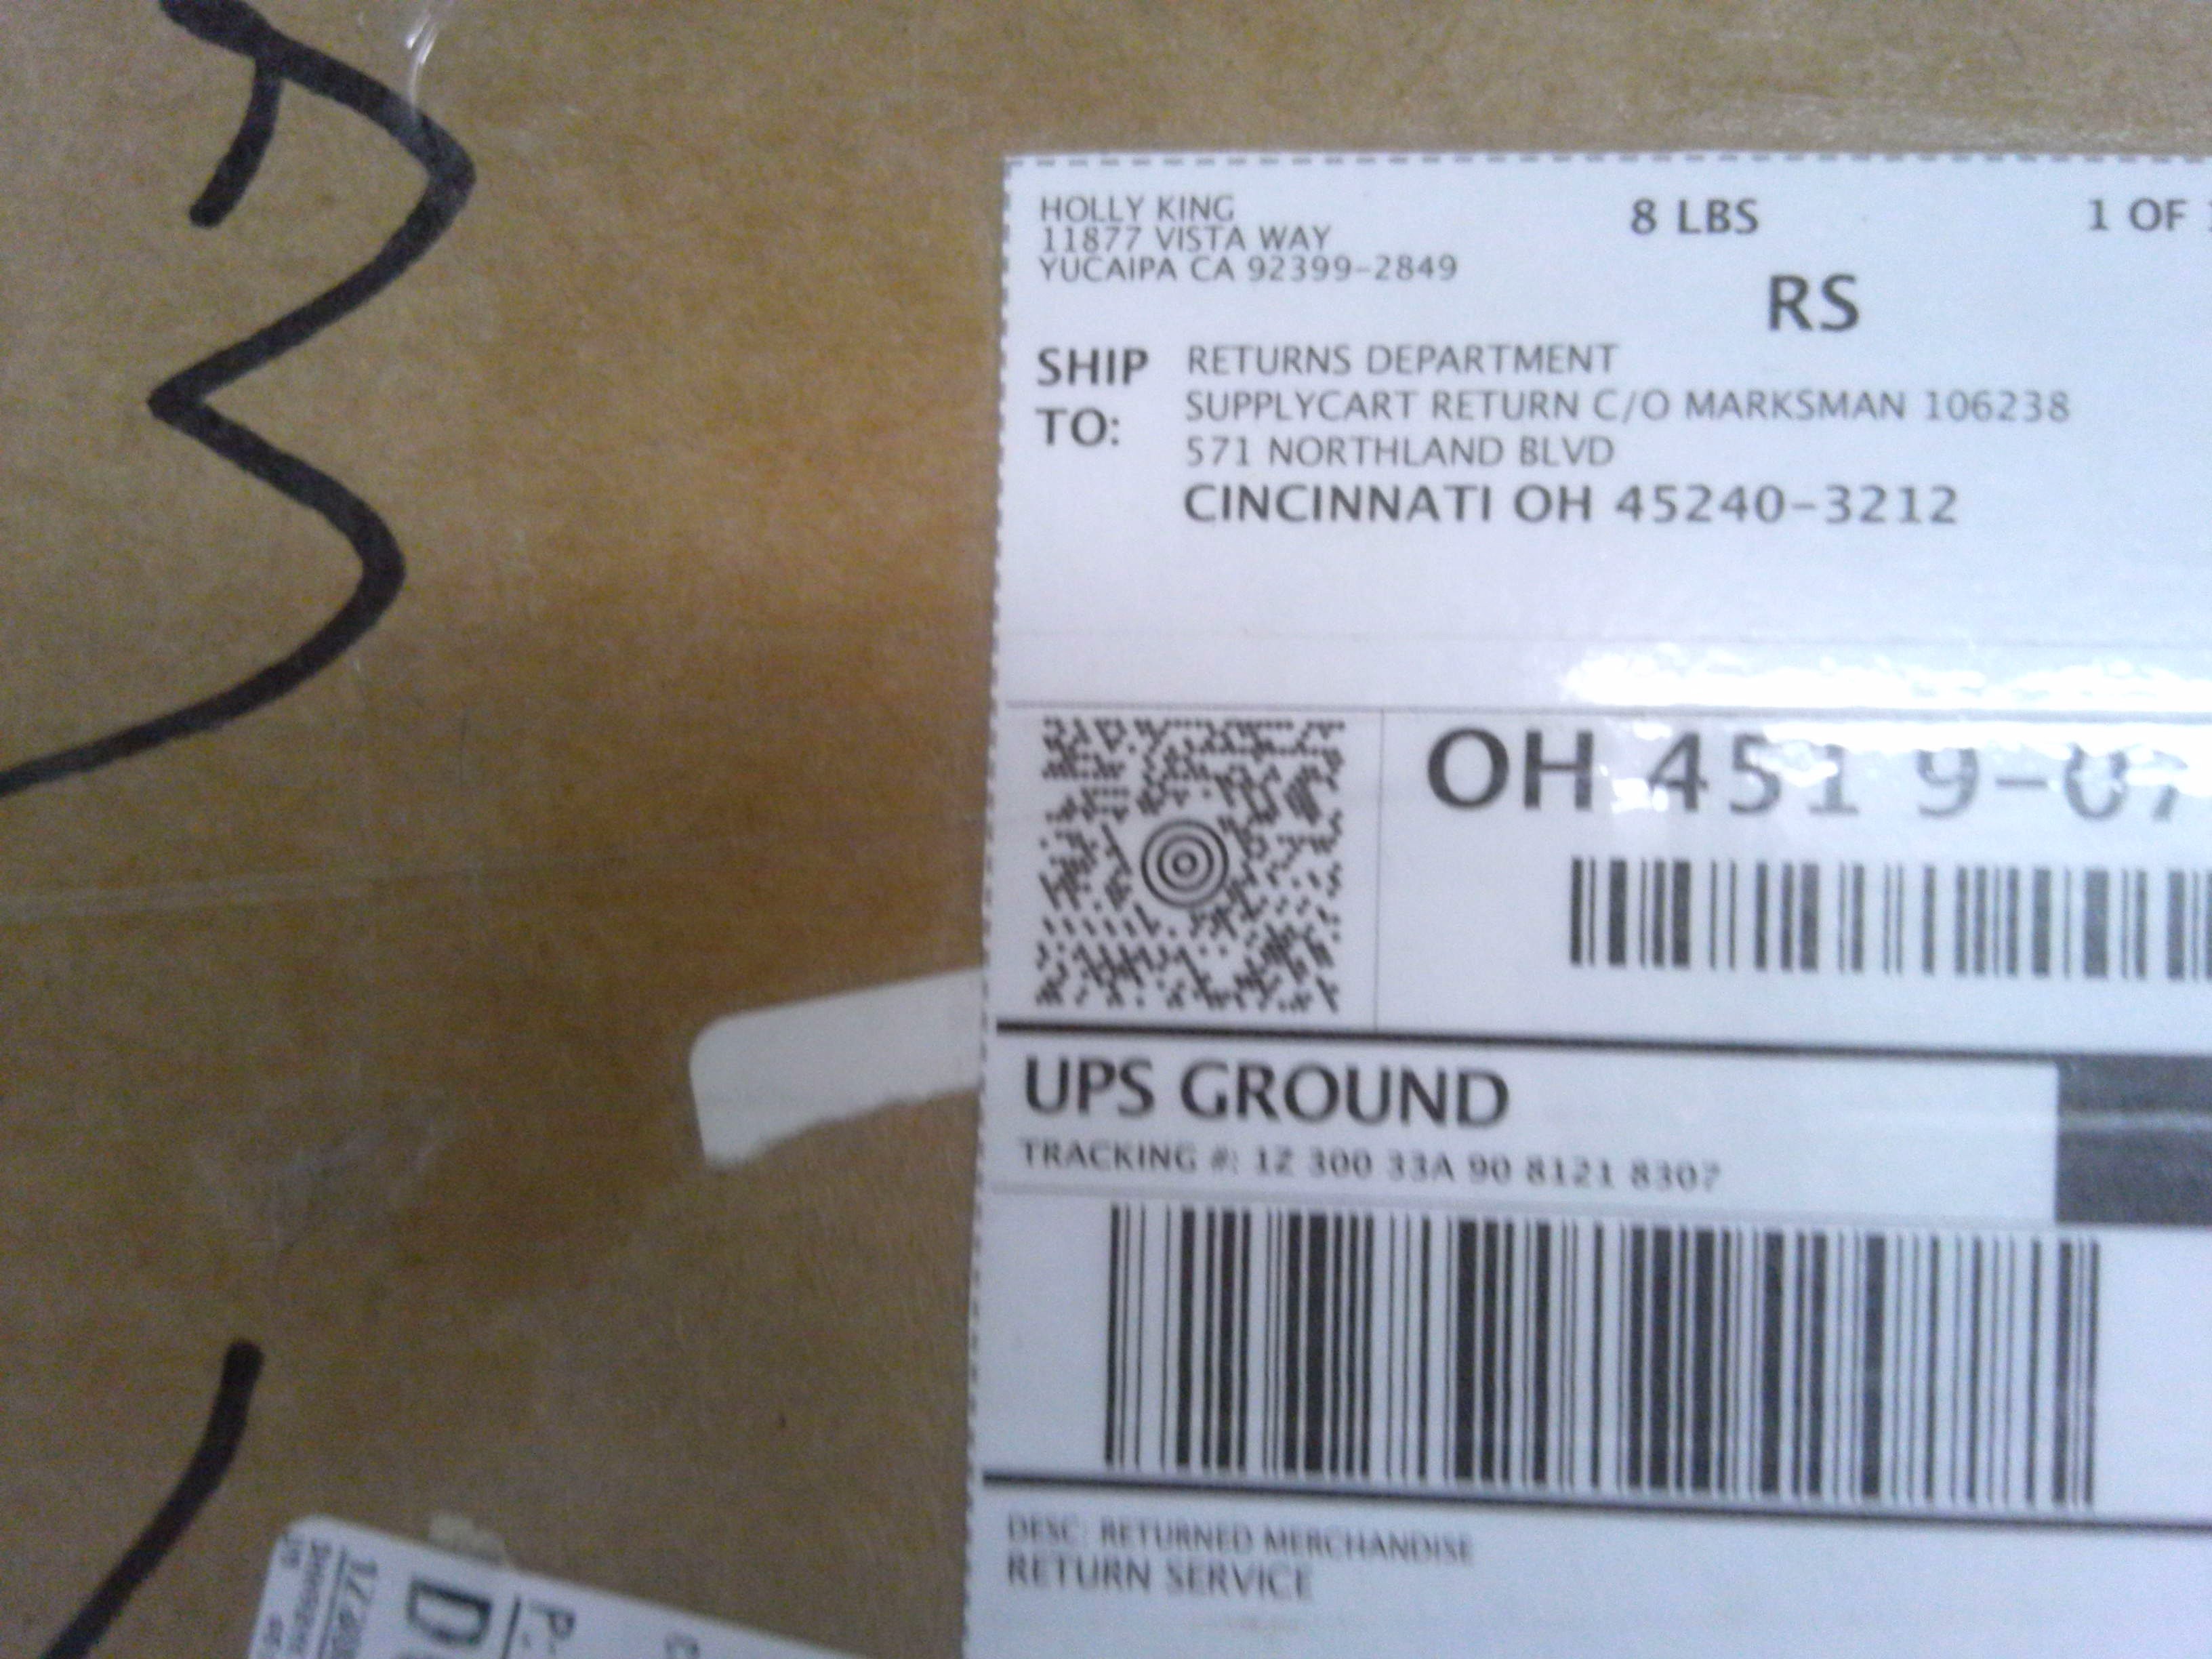 HOLLY KING
11877 VISTA WAY
YUCAIPA CA 92399-2849
8 LBS
1 OF
RS
SHIP TO:
RETURNS DEPARTMENT
SUPPLYCART RETURN C/O MARKSMAN 106238
571 NORTHLAND BLVD
CINCINNATI OH 45240-3212
OH
UPS GROUND
TRACKING #: 1Z 300 33A 90 8121 8307
DESC: RETURNED MERCHANDISE
RETURN SERVICE